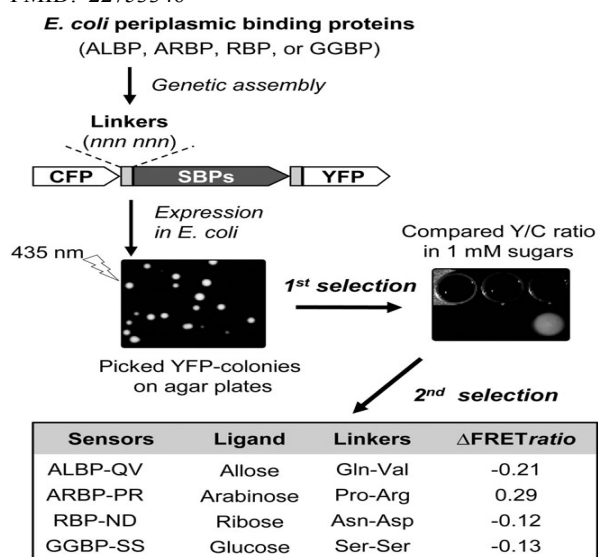 PMID: 22733546
E. coli periplasmic binding proteins
(ALBP, ARBP, RBP, or GGBP)
Genetic assembly
Linkers
(nnn nnn)
CFP SBPs YFP
Expression
in E. coli
435 nm
Compared Y/C ratio
in 1 mM sugars
1st selection
Picked YFP-colonies
on agar plates
2nd selection
Sensors Ligand Linkers ΔFRETratio
ALBP-QV Allose Gln-Val -0.21
ARBP-PR Arabinose Pro-Arg 0.29
RBP-ND Ribose Asn-Asp -0.12
GGBP-SS Glucose Ser-Ser -0.13